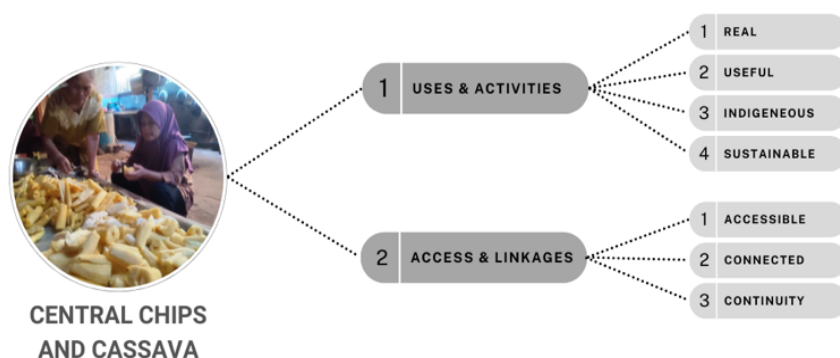 CENTRAL CHIPS
AND CASSAVA
1 USES & ACTIVITIES
1 REAL
2 USEFUL
3 INDIGENEOUS
4 SUSTAINABLE
2 ACCESS & LINKAGES
1 ACCESSIBLE
2 CONNECTED
3 CONTINUITY